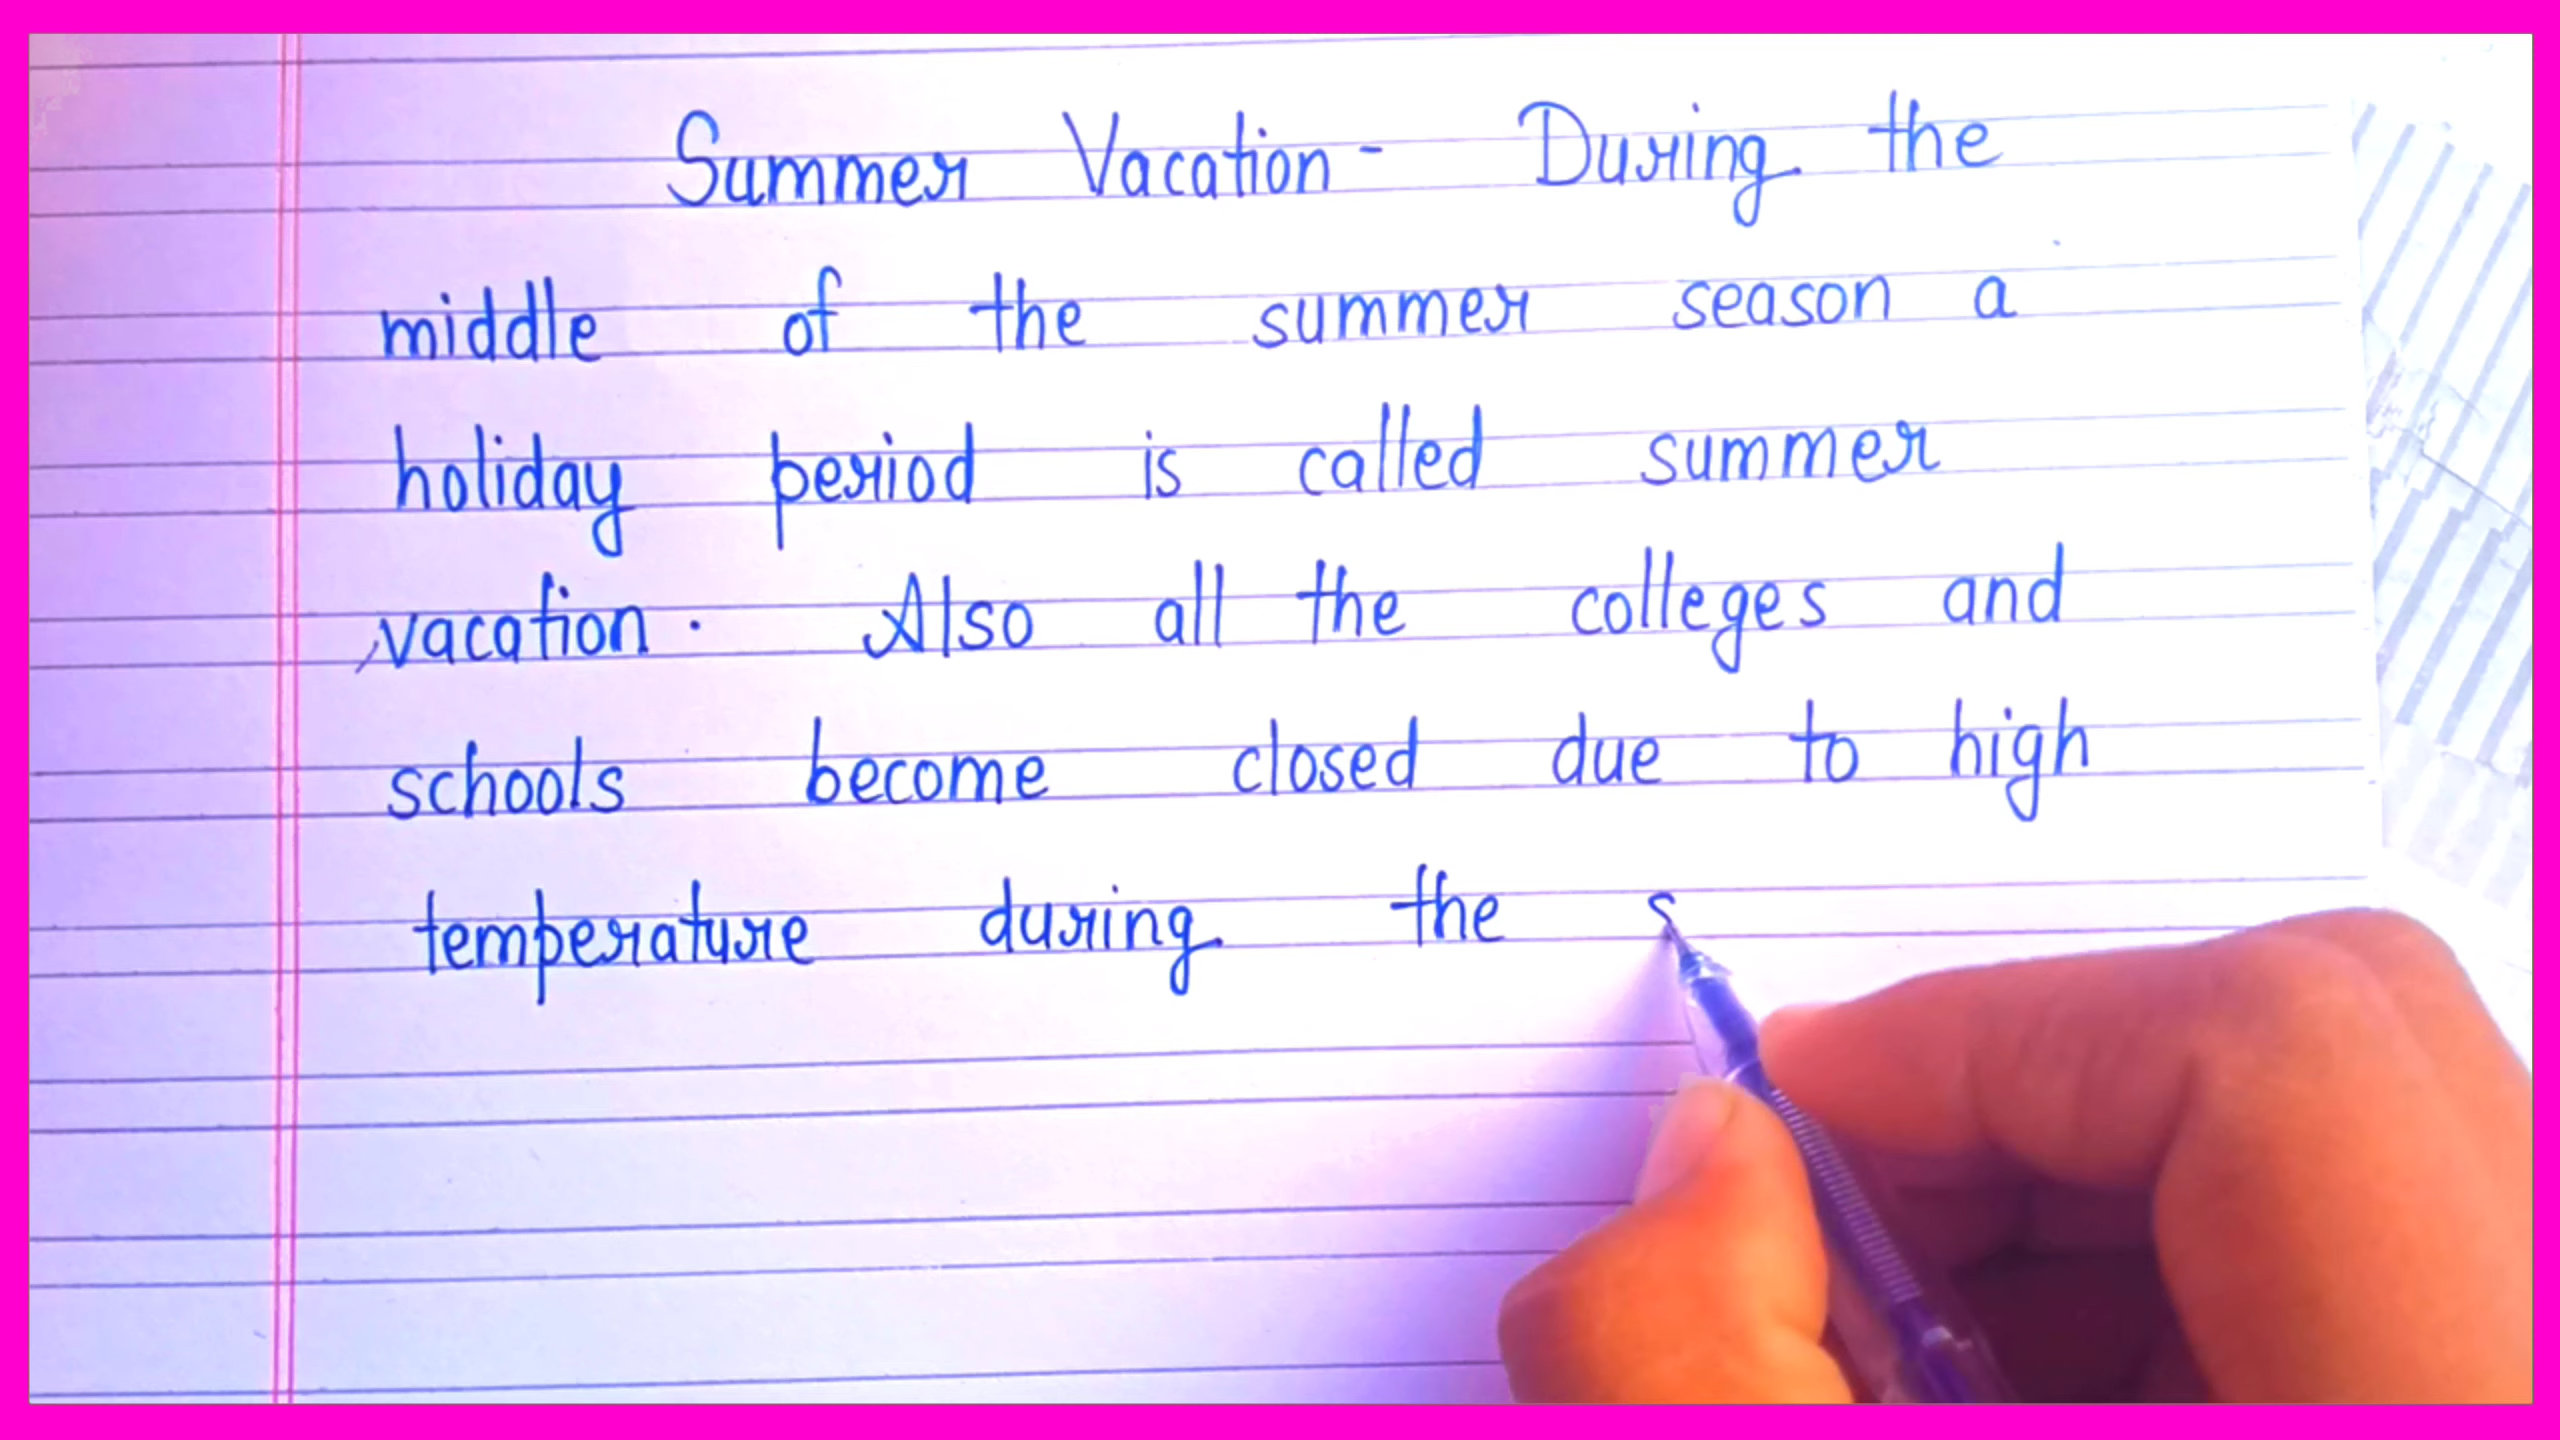 Summer Vacation- During the
middle of the summer season a
holiday period is called summer
vacation. Also all the colleges and
schools become closed due to high
temperature during the s